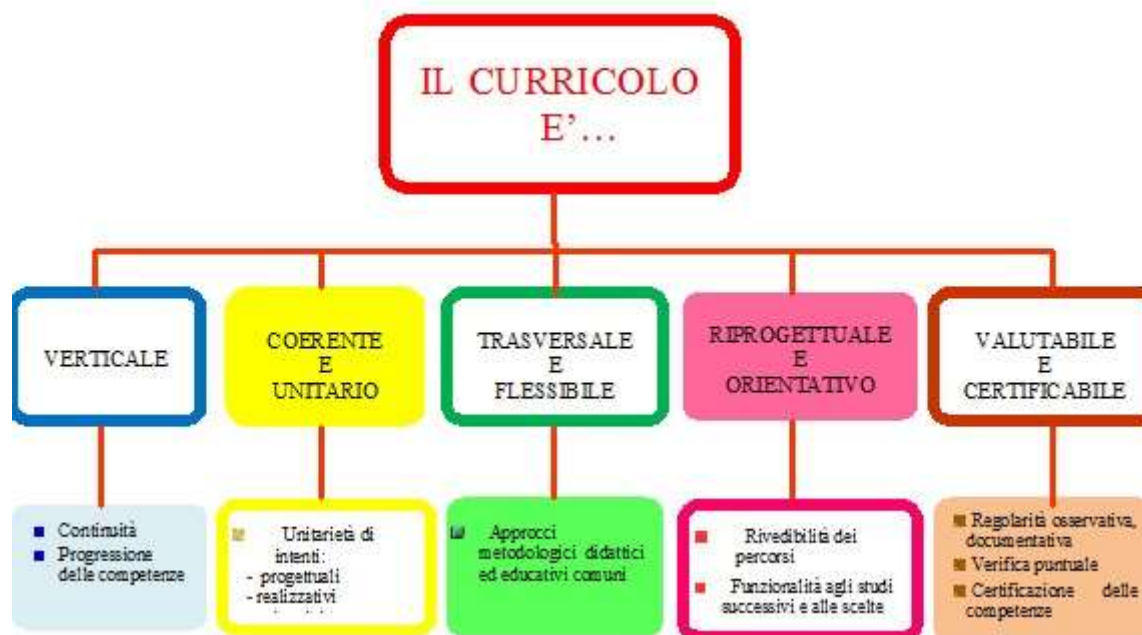 IL CURRICOLO
E'...
VERTICALE
COERENTE
E
UNITARIO
TRASVERSALE
E
FLESSIBILE
RIPROGETTUALE
E
ORIENTATIVO
VALUTABILE
E
CERTIFICABILE
Continuità
Progressione
delle competenze
Unitarietà di
intenti:
- progettuali
- realizzativi
Approcci
metodologici didattici
ed educativi comuni
Rivedibilità dei
percorsi
Funzionalità agli studi
successivi e alle scelte
Regolarità osservativa,
documentativa
Verifica puntuale
Certificazione delle
competenze